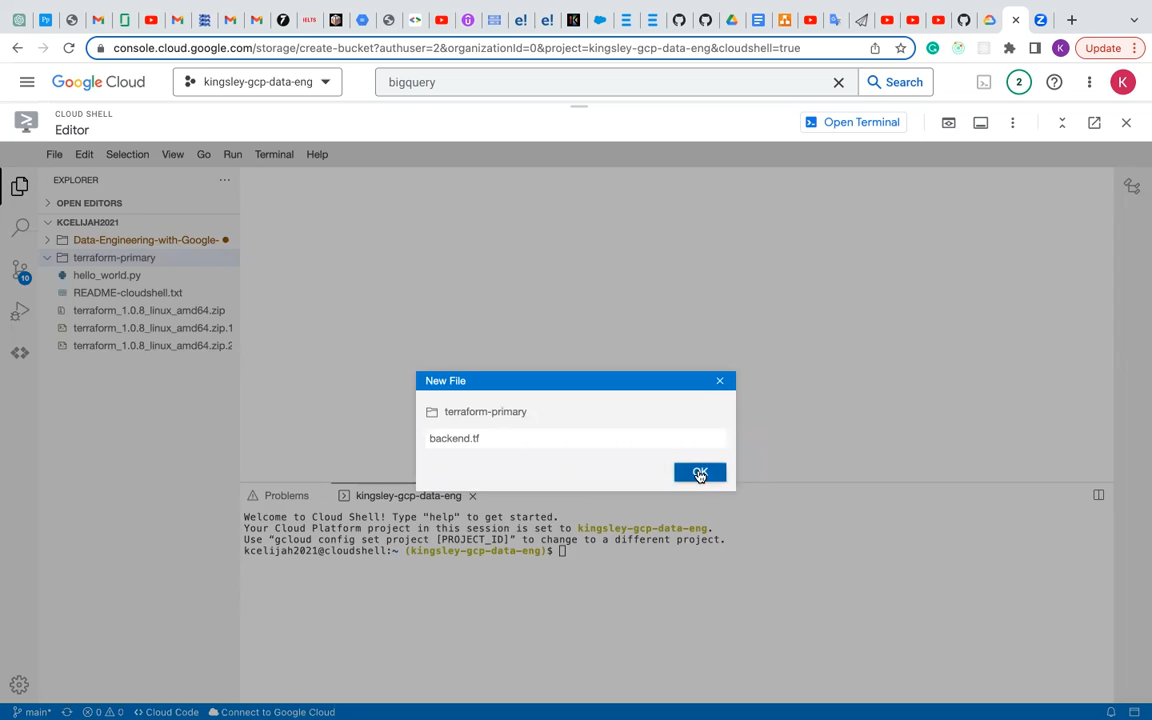 console.cloud.google.com/storage/create-bucket?authuser=2&organizationId=0&project=kingsley-gcp-data-eng&cloudshell=true
K
Update
Google Cloud
kingsley-gcp-data-eng
bigquery
Search
2
K
CLOUD SHELL
Editor
Open Terminal
File Edit Selection View Go Run Terminal Help
EXPLORER
OPEN EDITORS
KCELIJAH2021
Data-Engineering-with-Google-
terraform-primary
hello_world.py
README-cloudshell.txt
terraform_1.0.8_linux_amd64.zip
terraform_1.0.8_linux_amd64.zip.1
terraform_1.0.8_linux_amd64.zip.2
10
New File
terraform-primary
backend.tf
OK
Problems
kingsley-gcp-data-eng
Welcome to Cloud Shell! Type "help" to get started.
Your Cloud Platform project in this session is set to kingsley-gcp-data-eng.
Use “gcloud config set project [PROJECT_ID]” to change to a different project.
kcelijah2021@cloudshell:~ (kingsley-gcp-data-eng)$
main* 0 0 Cloud Code Connect to Google Cloud